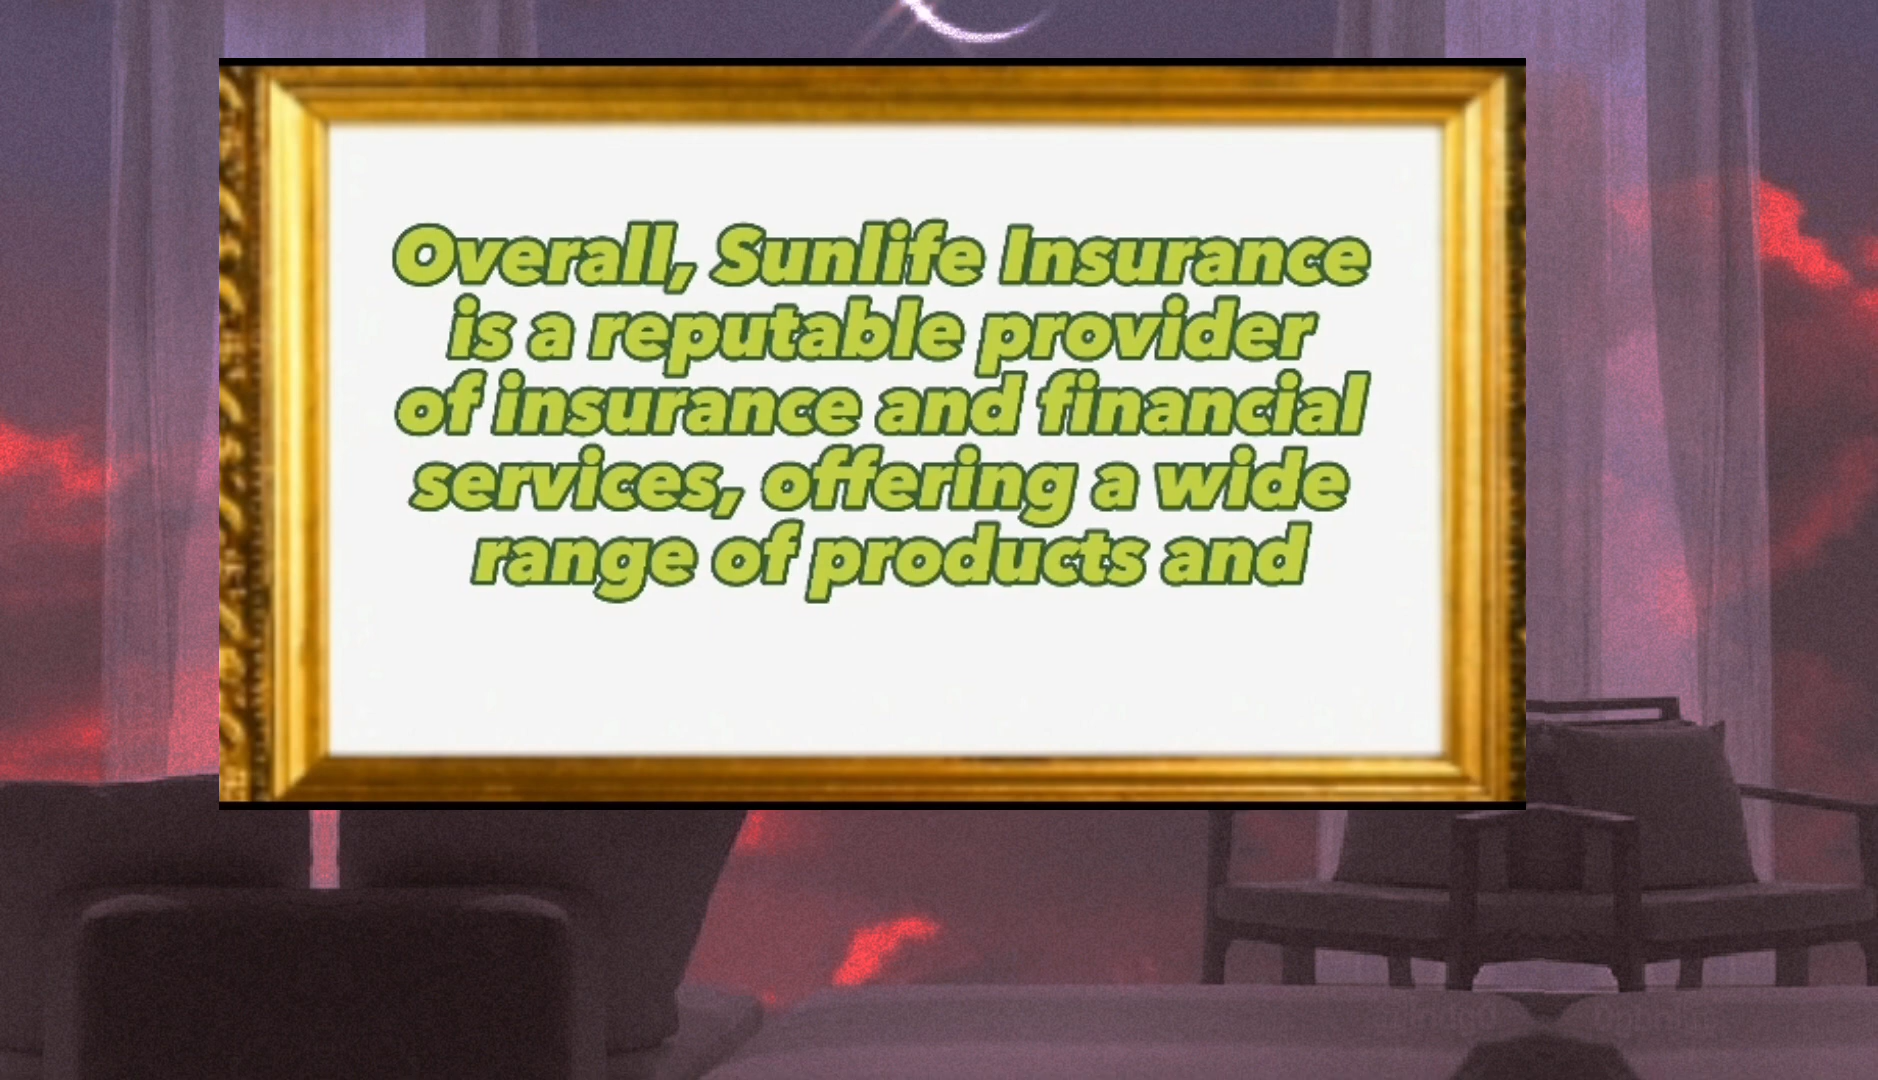 Overall, Sunlife Insurance
is a reputable provider
of insurance and financial
services, offering a wide
range of products and